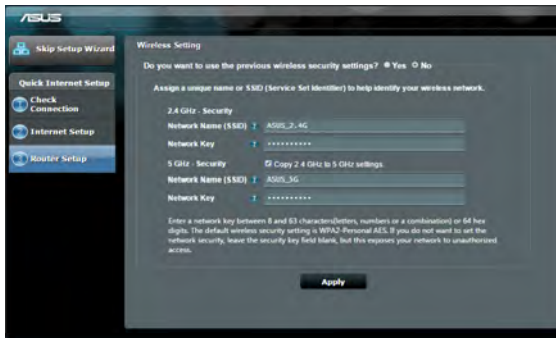 ASUS
Skip Setup Wizard
Quick Internet Setup
Check
Connection
Internet Setup
Router Setup
Wireless Setting
Do you want to use the previous wireless security settings? Yes No
Assign a unique name or SSID (Service Set Identifier) to help identify your wireless network.
2.4 GHz - Security
Network Name (SSID) ASUS_2.4G
Network Key ••••••••••
5 GHz - Security Copy 2.4 GHz to 5 GHz settings.
Network Name (SSID) ASUS_5G
Network Key ••••••••••
Enter a network key between 8 and 63 characters(letters, numbers or a combination) or 64 hex
digits. The default wireless security setting is WPA2-Personal AES. If you do not want to set the
network security, leave the security key field blank, but this exposes your network to unauthorized
access.
Apply